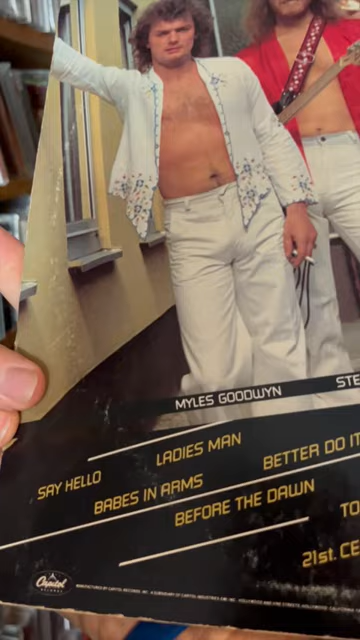 MYLES GOODWYN
STE
SAY HELLO
LADIES MAN
BETTER DO IT
BABES IN ARMS
BEFORE THE DAWN
TO
21st. CE
Capitol
RECORDS